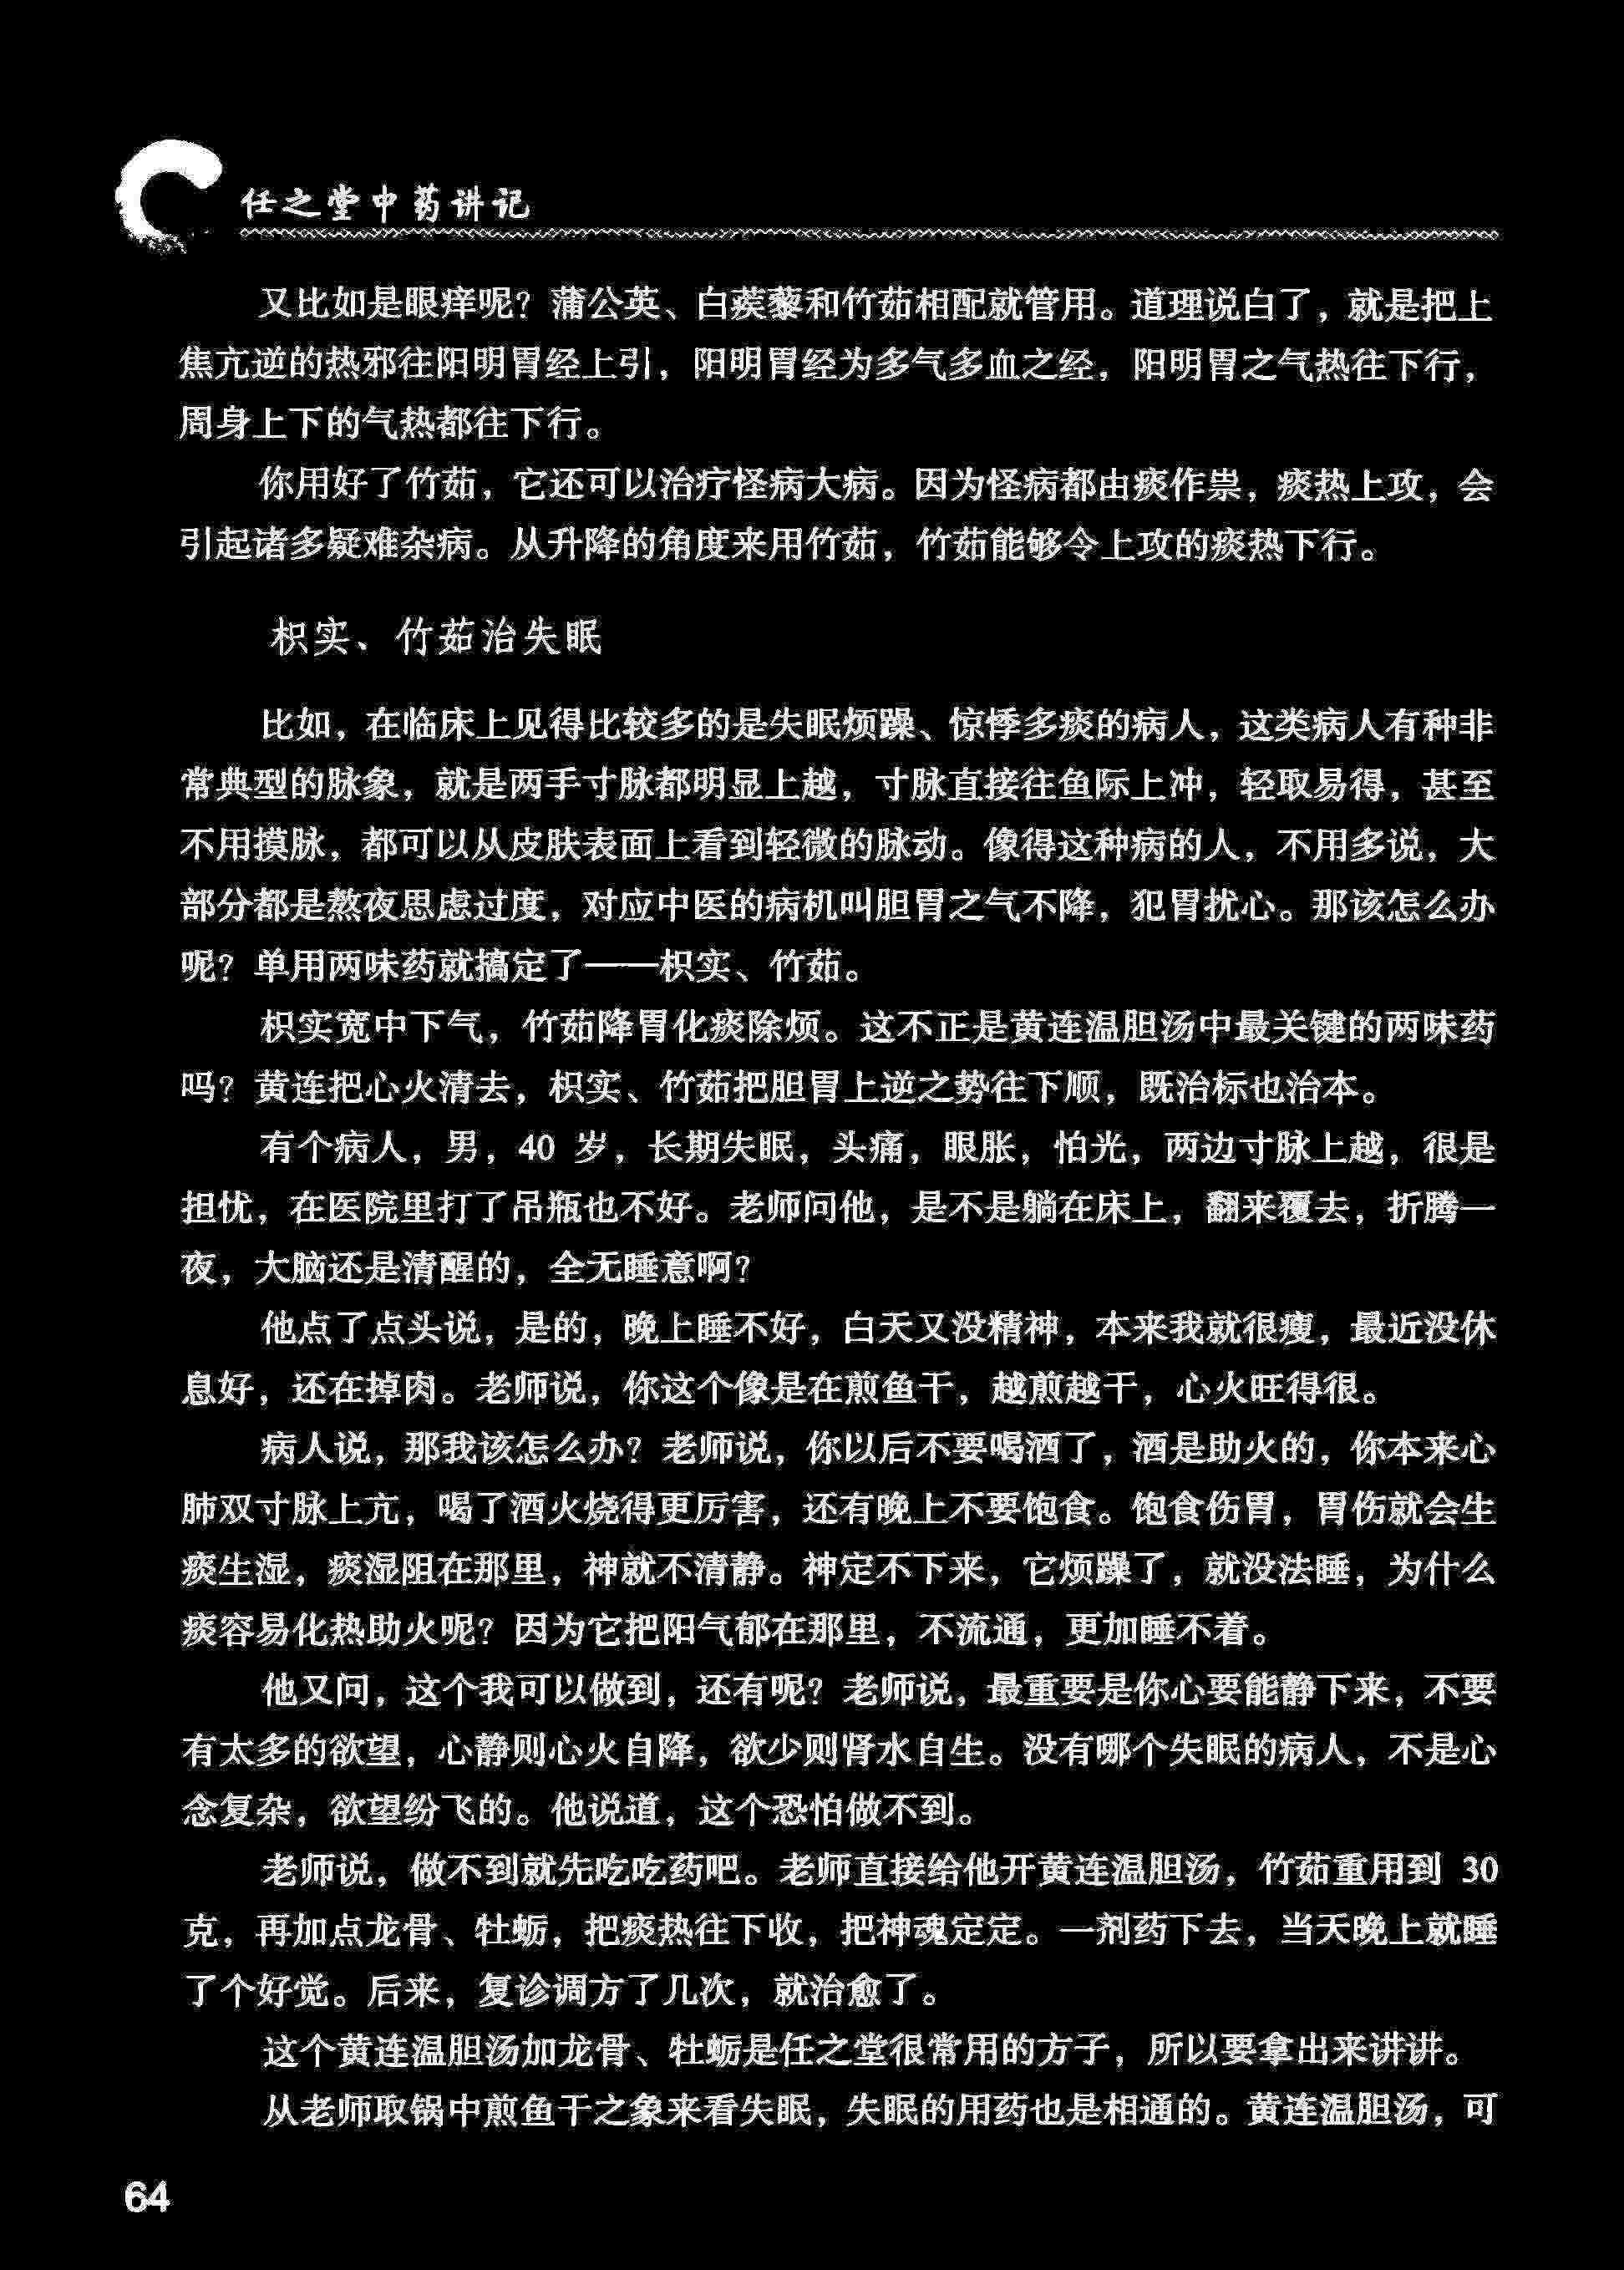 任之堂中药讲记
又比如是眼痒呢？蒲公英、白蒺藜和竹茹相配就管用。道理说白了，就是把上
焦亢逆的热邪往阳明胃经上引，阳明胃经为多气多血之经，阳明胃之气热往下行，
周身上下的气热都往下行。
你用好了竹茹，它还可以治疗怪病大病。因为怪病都由痰作祟，痰热上攻，会
引起诸多疑难杂病。从升降的角度来用竹茹，竹茹能够令上攻的痰热下行。
枳实、竹茹治失眠
比如，在临床上见得比较多的是失眠烦躁、惊悸多痰的病人，这类病人有种非
常典型的脉象，就是两手寸脉都明显上越，寸脉直接往鱼际上冲，轻取易得，甚至
不用摸脉，都可以从皮肤表面上看到轻微的脉动。像得这种病的人，不用多说，大
部分都是熬夜思虑过度，对应中医的病机叫胆胃之气不降，犯胃扰心。那该怎么办
呢？单用两味药就搞定了——枳实、竹茹。
枳实宽中下气，竹茹降胃化痰除烦。这不正是黄连温胆汤中最关键的两味药
吗？黄连把心火清去，枳实、竹茹把胆胃上逆之势往下顺，既治标也治本。
有个病人，男，40 岁，长期失眠，头痛，眼胀，怕光，两边寸脉上越，很是
担忧，在医院里打了吊瓶也不好。老师问他，是不是躺在床上，翻来覆去，折腾一
夜，大脑还是清醒的，全无睡意啊？
他点了点头说，是的，晚上睡不好，白天又没精神，本来我就很瘦，最近没休
息好，还在掉肉。老师说，你这个像是在煎鱼干，越煎越干，心火旺得很。
病人说，那我该怎么办？老师说，你以后不要喝酒了，酒是助火的，你本来心
肺双寸脉上亢，喝了酒火烧得更厉害，还有晚上不要饱食。饱食伤胃，胃伤就会生
痰生湿，痰湿阻在那里，神就不清静。神定不下来，它烦躁了，就没法睡，为什么
痰容易化热助火呢？因为它把阳气郁在那里，不流通，更加睡不着。
他又问，这个我可以做到，还有呢？老师说，最重要是你心要能静下来，不要
有太多的欲望，心静则心火自降，欲少则肾水自生。没有哪个失眠的病人，不是心
念复杂，欲望纷飞的。他说道，这个恐怕做不到。
老师说，做不到就先吃吃药吧。老师直接给他开黄连温胆汤，竹茹重用到 30
克，再加点龙骨、牡蛎，把痰热往下收，把神魂定定。一剂药下去，当天晚上就睡
了个好觉。后来，复诊调方了几次，就治愈了。
这个黄连温胆汤加龙骨、牡蛎是任之堂很常用的方子，所以要拿出来讲讲。
从老师取锅中煎鱼干之象来看失眠，失眠的用药也是相通的。黄连温胆汤，可
64